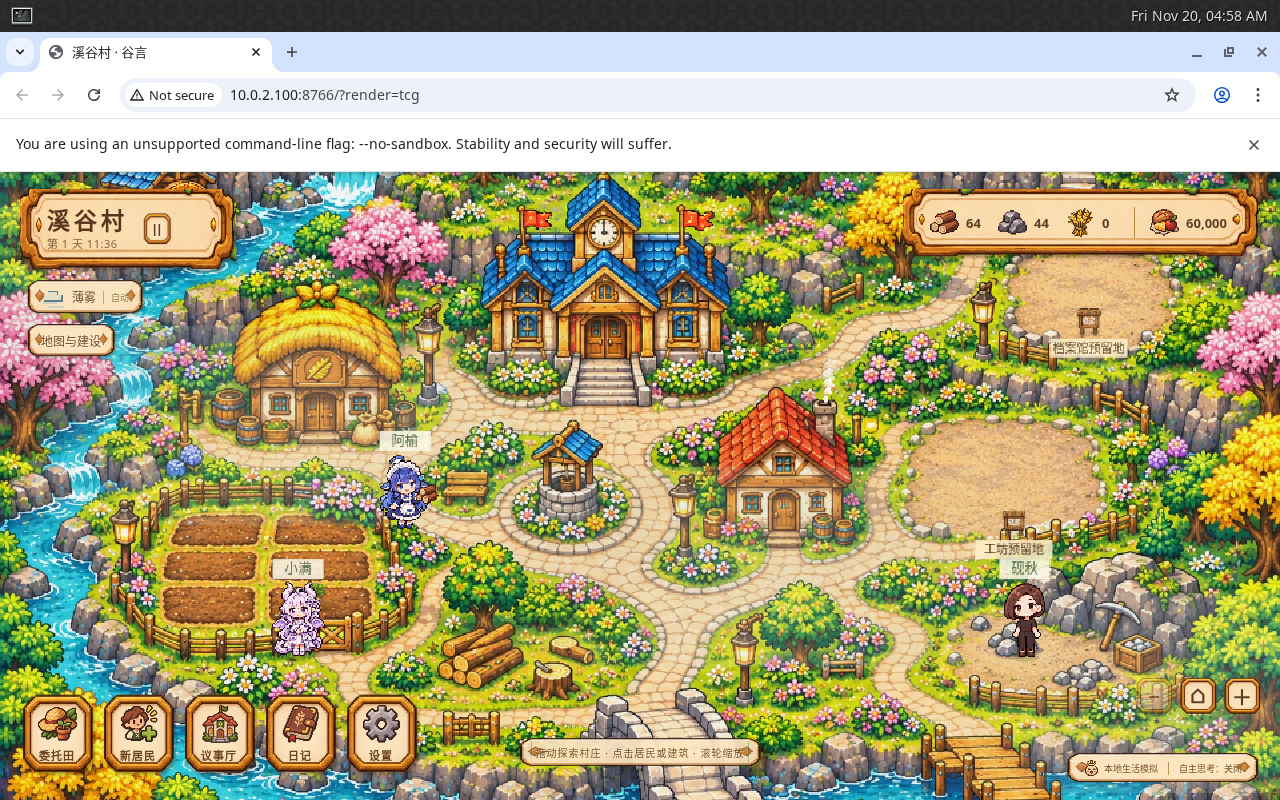 Fri Nov 20, 04:58 AM
溪谷村 · 谷言
Not secure
10.0.2.100:8766/?render=tcg
You are using an unsupported command-line flag: --no-sandbox. Stability and security will suffer.
溪谷村
第 1 天 11:36
64
44
0
60,000
薄雾
自动
地图与建设
档案馆预留地
阿榆
工坊预留地
砚秋
小满
委托田
新居民
议事厅
日记
设置
拖动探索村庄 · 点击居民或建筑 · 滚轮缩放
本地生活模拟
自主思考：关闭